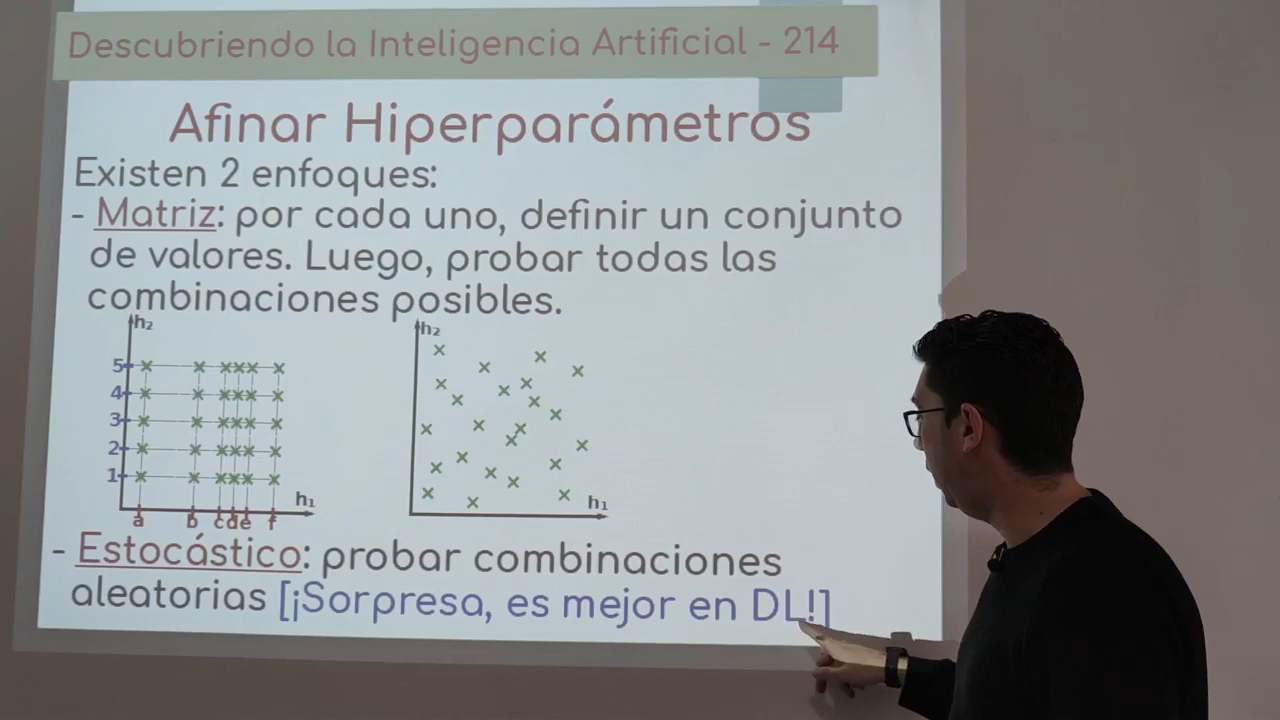 Descubriendo la Inteligencia Artificial - 214
Afinar Hiperparámetros
Existen 2 enfoques:
- Matriz: por cada uno, definir un conjunto
de valores. Luego, probar todas las
combinaciones posibles.
h₂
5
4
3
2
1
h₁
a b c d e f
h₂
h₁
- Estocástico: probar combinaciones
aleatorias [¡Sorpresa, es mejor en DL!]